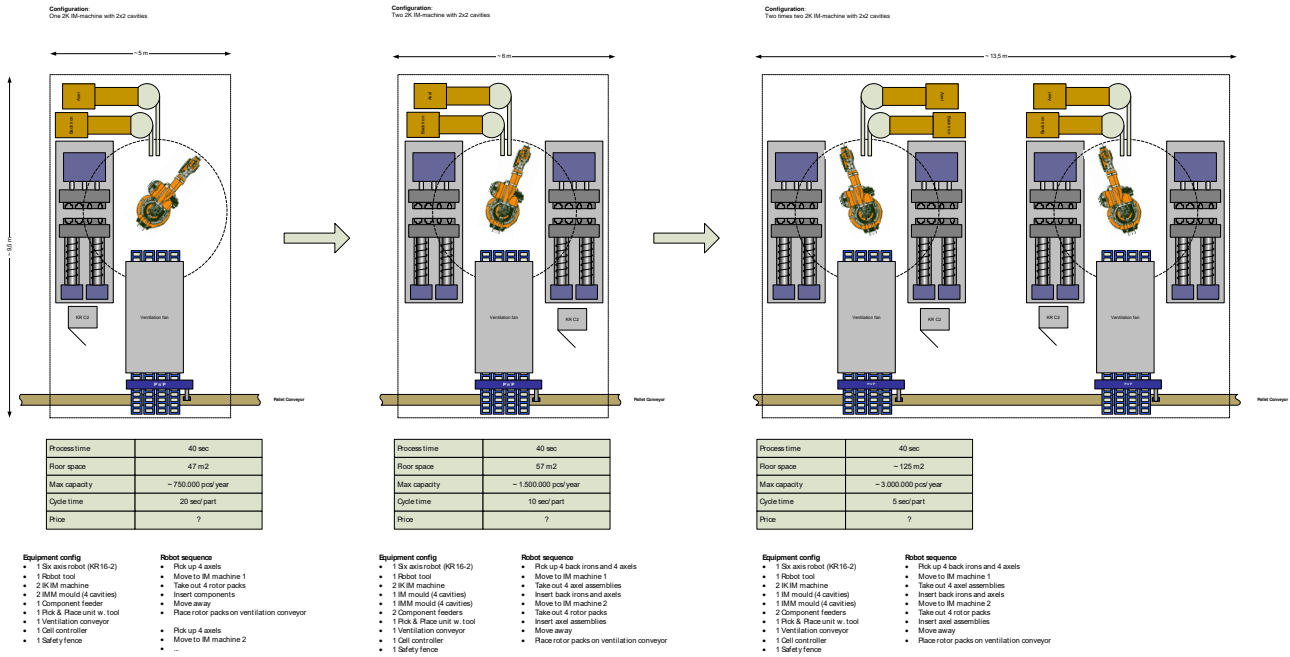 Configuration:
One 2K IM-machine with 2x2 cavities
~ 5 m
~ 9,6 m
Axel
Back iron
KR C2
Ventilation fan
P n P
Pallet Conveyor
Process time 40 sec
Floor space 47 m2
Max capacity ~ 750.000 pcs/year
Cycle time 20 sec/part
Price ?
Equipment config
• 1 Six axis robot (KR16-2)
• 1 Robot tool
• 2 IK IM machine
• 2 IMM mould (4 cavities)
• 1 Component feeder
• 1 Pick & Place unit w. tool
• 1 Ventilation conveyor
• 1 Cell controller
• 1 Safety fence
Robot sequence
• Pick up 4 axels
• Move to IM machine 1
• Take out 4 rotor packs
• Insert components
• Move away
• Place rotor packs on ventilation conveyor
• Pick up 4 axels
• Move to IM machine 2
• ...
Configuration:
Two 2K IM-machine with 2x2 cavities
~ 6 m
Axel
Back iron
Ventilation fan
KR C2
P n P
Pallet Conveyor
Process time 40 sec
Floor space 57 m2
Max capacity ~ 1.500.000 pcs/year
Cycle time 10 sec/part
Price ?
Equipment config
• 1 Six axis robot (KR16-2)
• 1 Robot tool
• 2 IK IM machine
• 1 IM mould (4 cavities)
• 1 IMM mould (4 cavities)
• 2 Component feeders
• 1 Pick & Place unit w. tool
• 1 Ventilation conveyor
• 1 Cell controller
• 1 Safety fence
Robot sequence
• Pick up 4 back irons and 4 axels
• Move to IM machine 1
• Take out 4 axel assemblies
• Insert back irons and axels
• Move to IM machine 2
• Take out 4 rotor packs
• Insert axel assemblies
• Move away
• Place rotor packs on ventilation conveyor
Configuration:
Two times two 2K IM-machine with 2x2 cavities
~ 13,5 m
Axel
Back iron
Axel
Back iron
Ventilation fan
KR C2
KR C2
Ventilation fan
P n P
P n P
Pallet Conveyor
Process time 40 sec
Floor space ~ 125 m2
Max capacity ~ 3.000.000 pcs/year
Cycle time 5 sec/part
Price ?
Equipment config
• 1 Six axis robot (KR16-2)
• 1 Robot tool
• 2 IK IM machine
• 1 IM mould (4 cavities)
• 1 IMM mould (4 cavities)
• 2 Component feeders
• 1 Pick & Place unit w. tool
• 1 Ventilation conveyor
• 1 Cell controller
• 1 Safety fence
Robot sequence
• Pick up 4 back irons and 4 axels
• Move to IM machine 1
• Take out 4 axel assemblies
• Insert back irons and axels
• Move to IM machine 2
• Take out 4 rotor packs
• Insert axel assemblies
• Move away
• Place rotor packs on ventilation conveyor